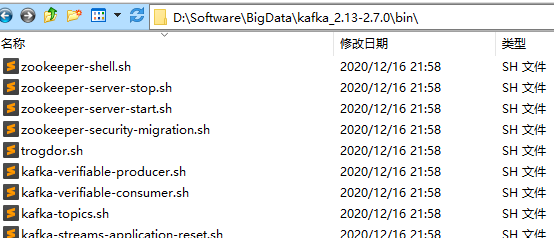 D:\Software\BigData\kafka_2.13-2.7.0\bin\
名称 修改日期 类型
zookeeper-shell.sh 2020/12/16 21:58 SH 文件
zookeeper-server-stop.sh 2020/12/16 21:58 SH 文件
zookeeper-server-start.sh 2020/12/16 21:58 SH 文件
zookeeper-security-migration.sh 2020/12/16 21:58 SH 文件
trogdor.sh 2020/12/16 21:58 SH 文件
kafka-verifiable-producer.sh 2020/12/16 21:58 SH 文件
kafka-verifiable-consumer.sh 2020/12/16 21:58 SH 文件
kafka-topics.sh 2020/12/16 21:58 SH 文件
kafka-streams-application-reset.sh 2020/12/16 21:58 SH 文件